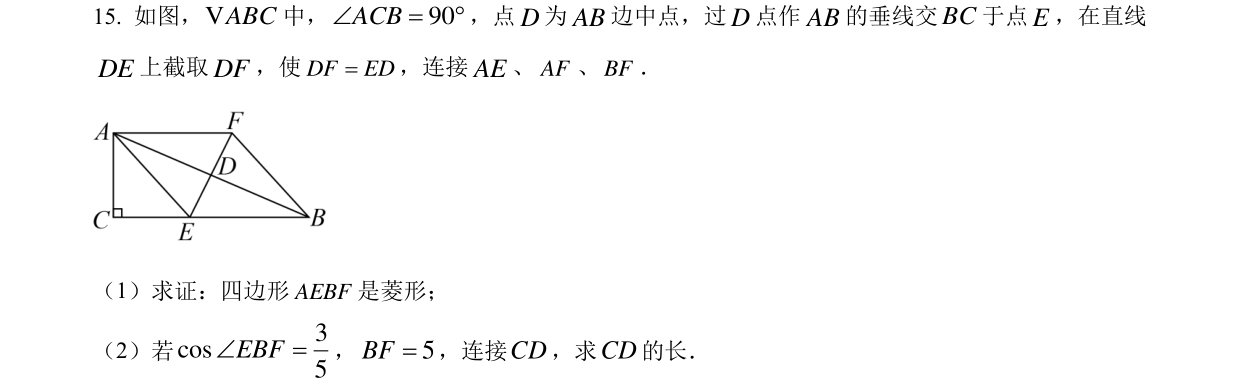 15. 如图，VABC 中，∠ACB = 90°，点 D 为 AB 边中点，过 D 点作 AB 的垂线交 BC 于点 E，在直线
DE 上截取 DF，使 DF = ED，连接 AE、AF、BF．
A
F
D
C
E
B
（1）求证：四边形 AEBF 是菱形；
（2）若 cos ∠EBF = 3/5，BF = 5，连接 CD，求 CD 的长．